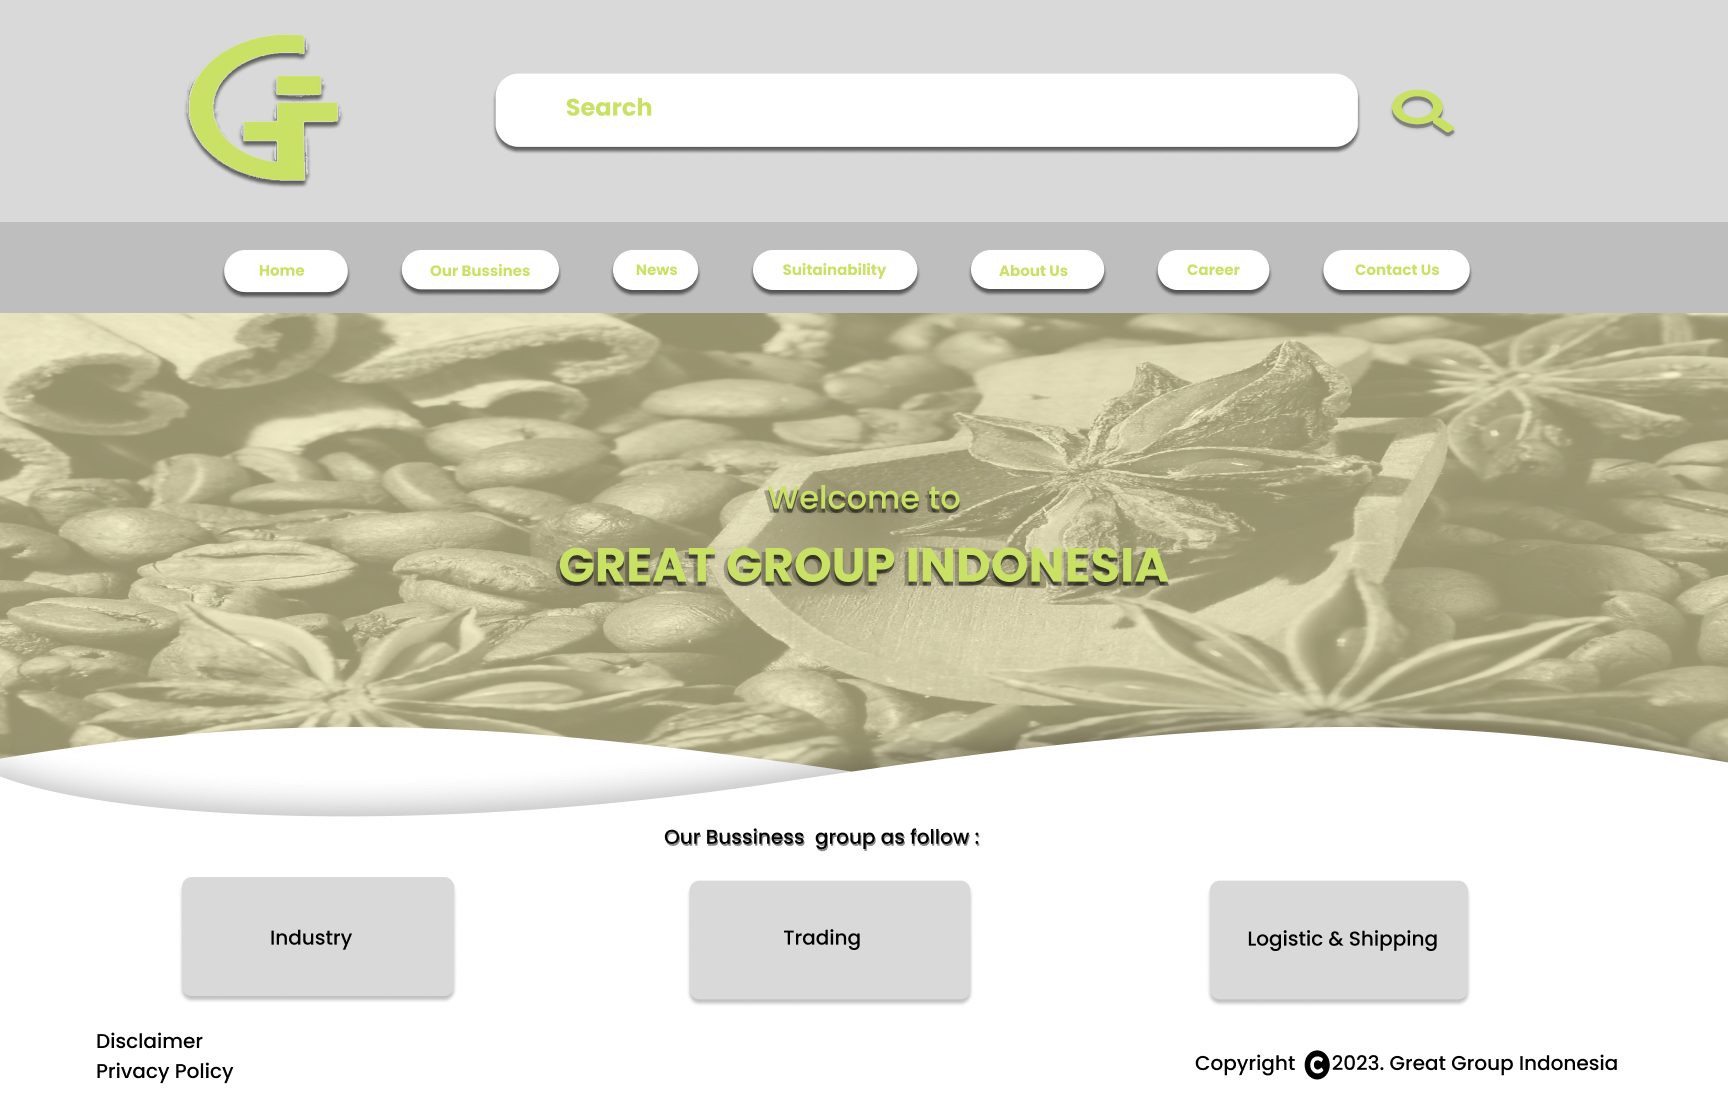 Search
Home
Our Bussines
News
Suitainability
About Us
Career
Contact Us
Welcome to
GREAT GROUP INDONESIA
Our Bussiness group as follow :
Industry
Trading
Logistic & Shipping
Disclaimer
Privacy Policy
Copyright ©2023. Great Group Indonesia